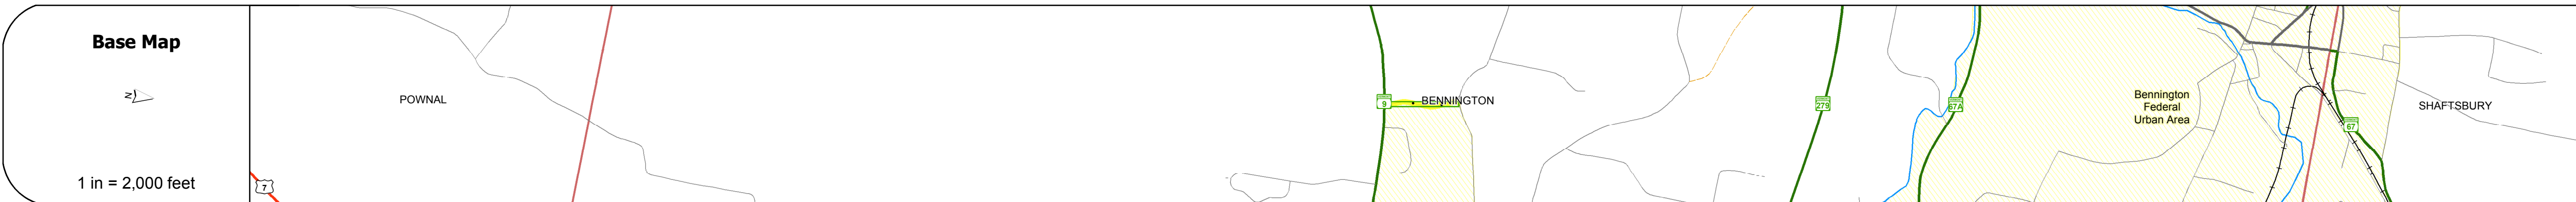 Base Map
N
1 in = 2,000 feet
7
POWNAL
9
BENNINGTON
279
67A
Bennington
Federal
Urban Area
67
SHAFTSBURY